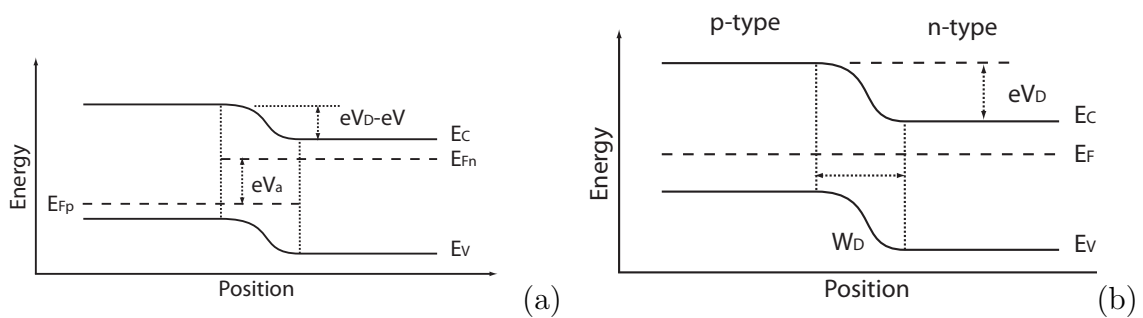 Energy
eVD-eV
EC
EFn
eVa
EFp
EV
Position
(a)
p-type
n-type
Energy
eVD
EC
EF
WD
EV
Position
(b)